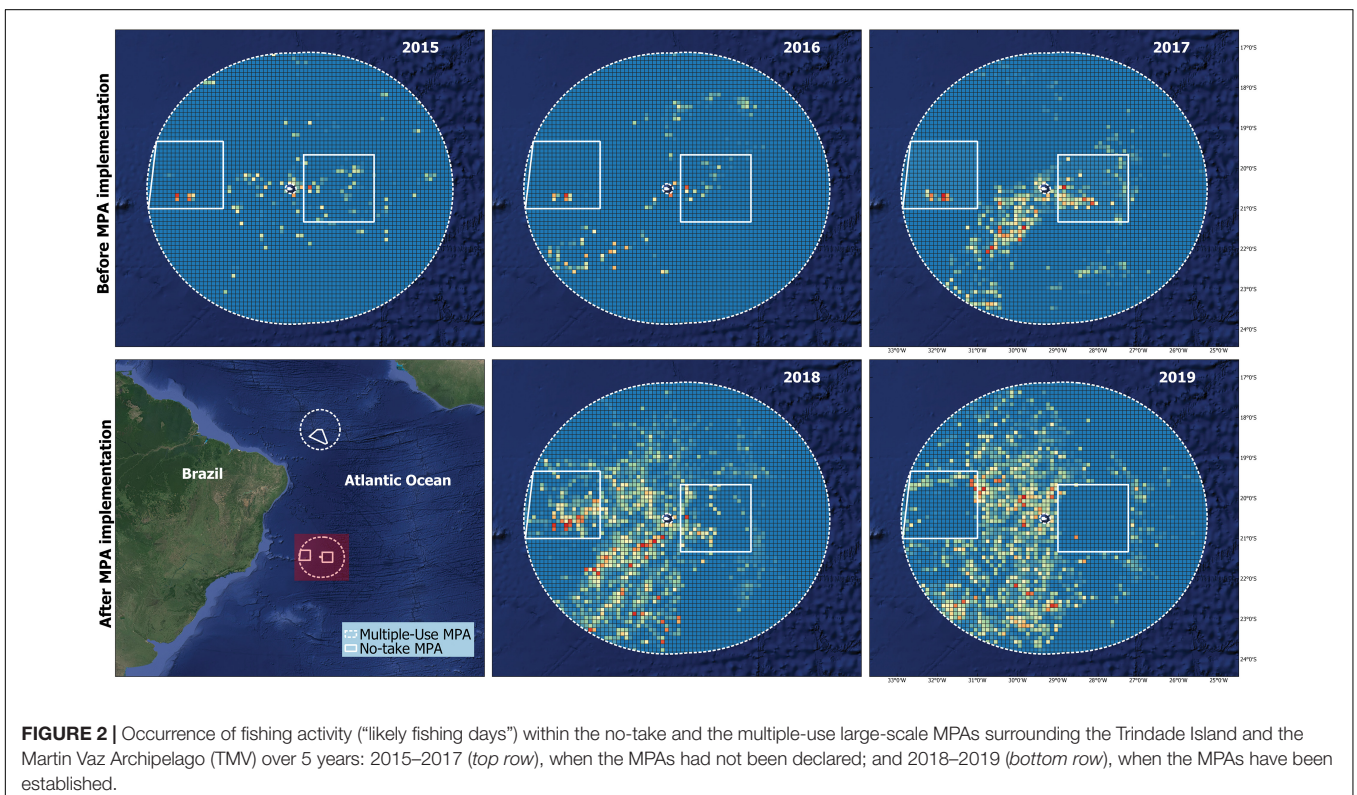 Before MPA implementation
2015
2016
2017
17°0'S
18°0'S
19°0'S
20°0'S
21°0'S
22°0'S
23°0'S
24°0'S
33°0'W 32°0'W 31°0'W 30°0'W 29°0'W 28°0'W 27°0'W 26°0'W 25°0'W
After MPA implementation
Brazil
Atlantic Ocean
Multiple-Use MPA
No-take MPA
2018
2019
17°0'S
18°0'S
19°0'S
20°0'S
21°0'S
22°0'S
23°0'S
24°0'S
33°0'W 32°0'W 31°0'W 30°0'W 29°0'W 28°0'W 27°0'W 26°0'W 25°0'W
FIGURE 2 | Occurrence of fishing activity (“likely fishing days”) within the no-take and the multiple-use large-scale MPAs surrounding the Trindade Island and the
Martin Vaz Archipelago (TMV) over 5 years: 2015–2017 (top row), when the MPAs had not been declared; and 2018–2019 (bottom row), when the MPAs have been
established.